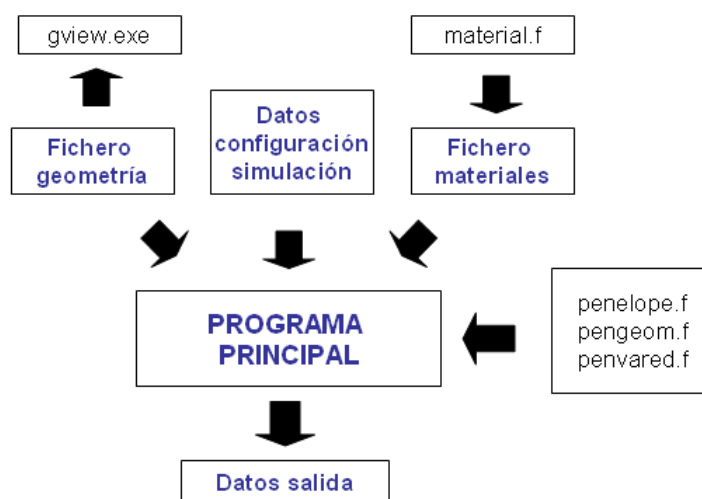 gview.exe
material.f
Fichero
geometría
Datos
configuración
simulación
Fichero
materiales
PROGRAMA
PRINCIPAL
penelope.f
pengeom.f
penvared.f
Datos salida